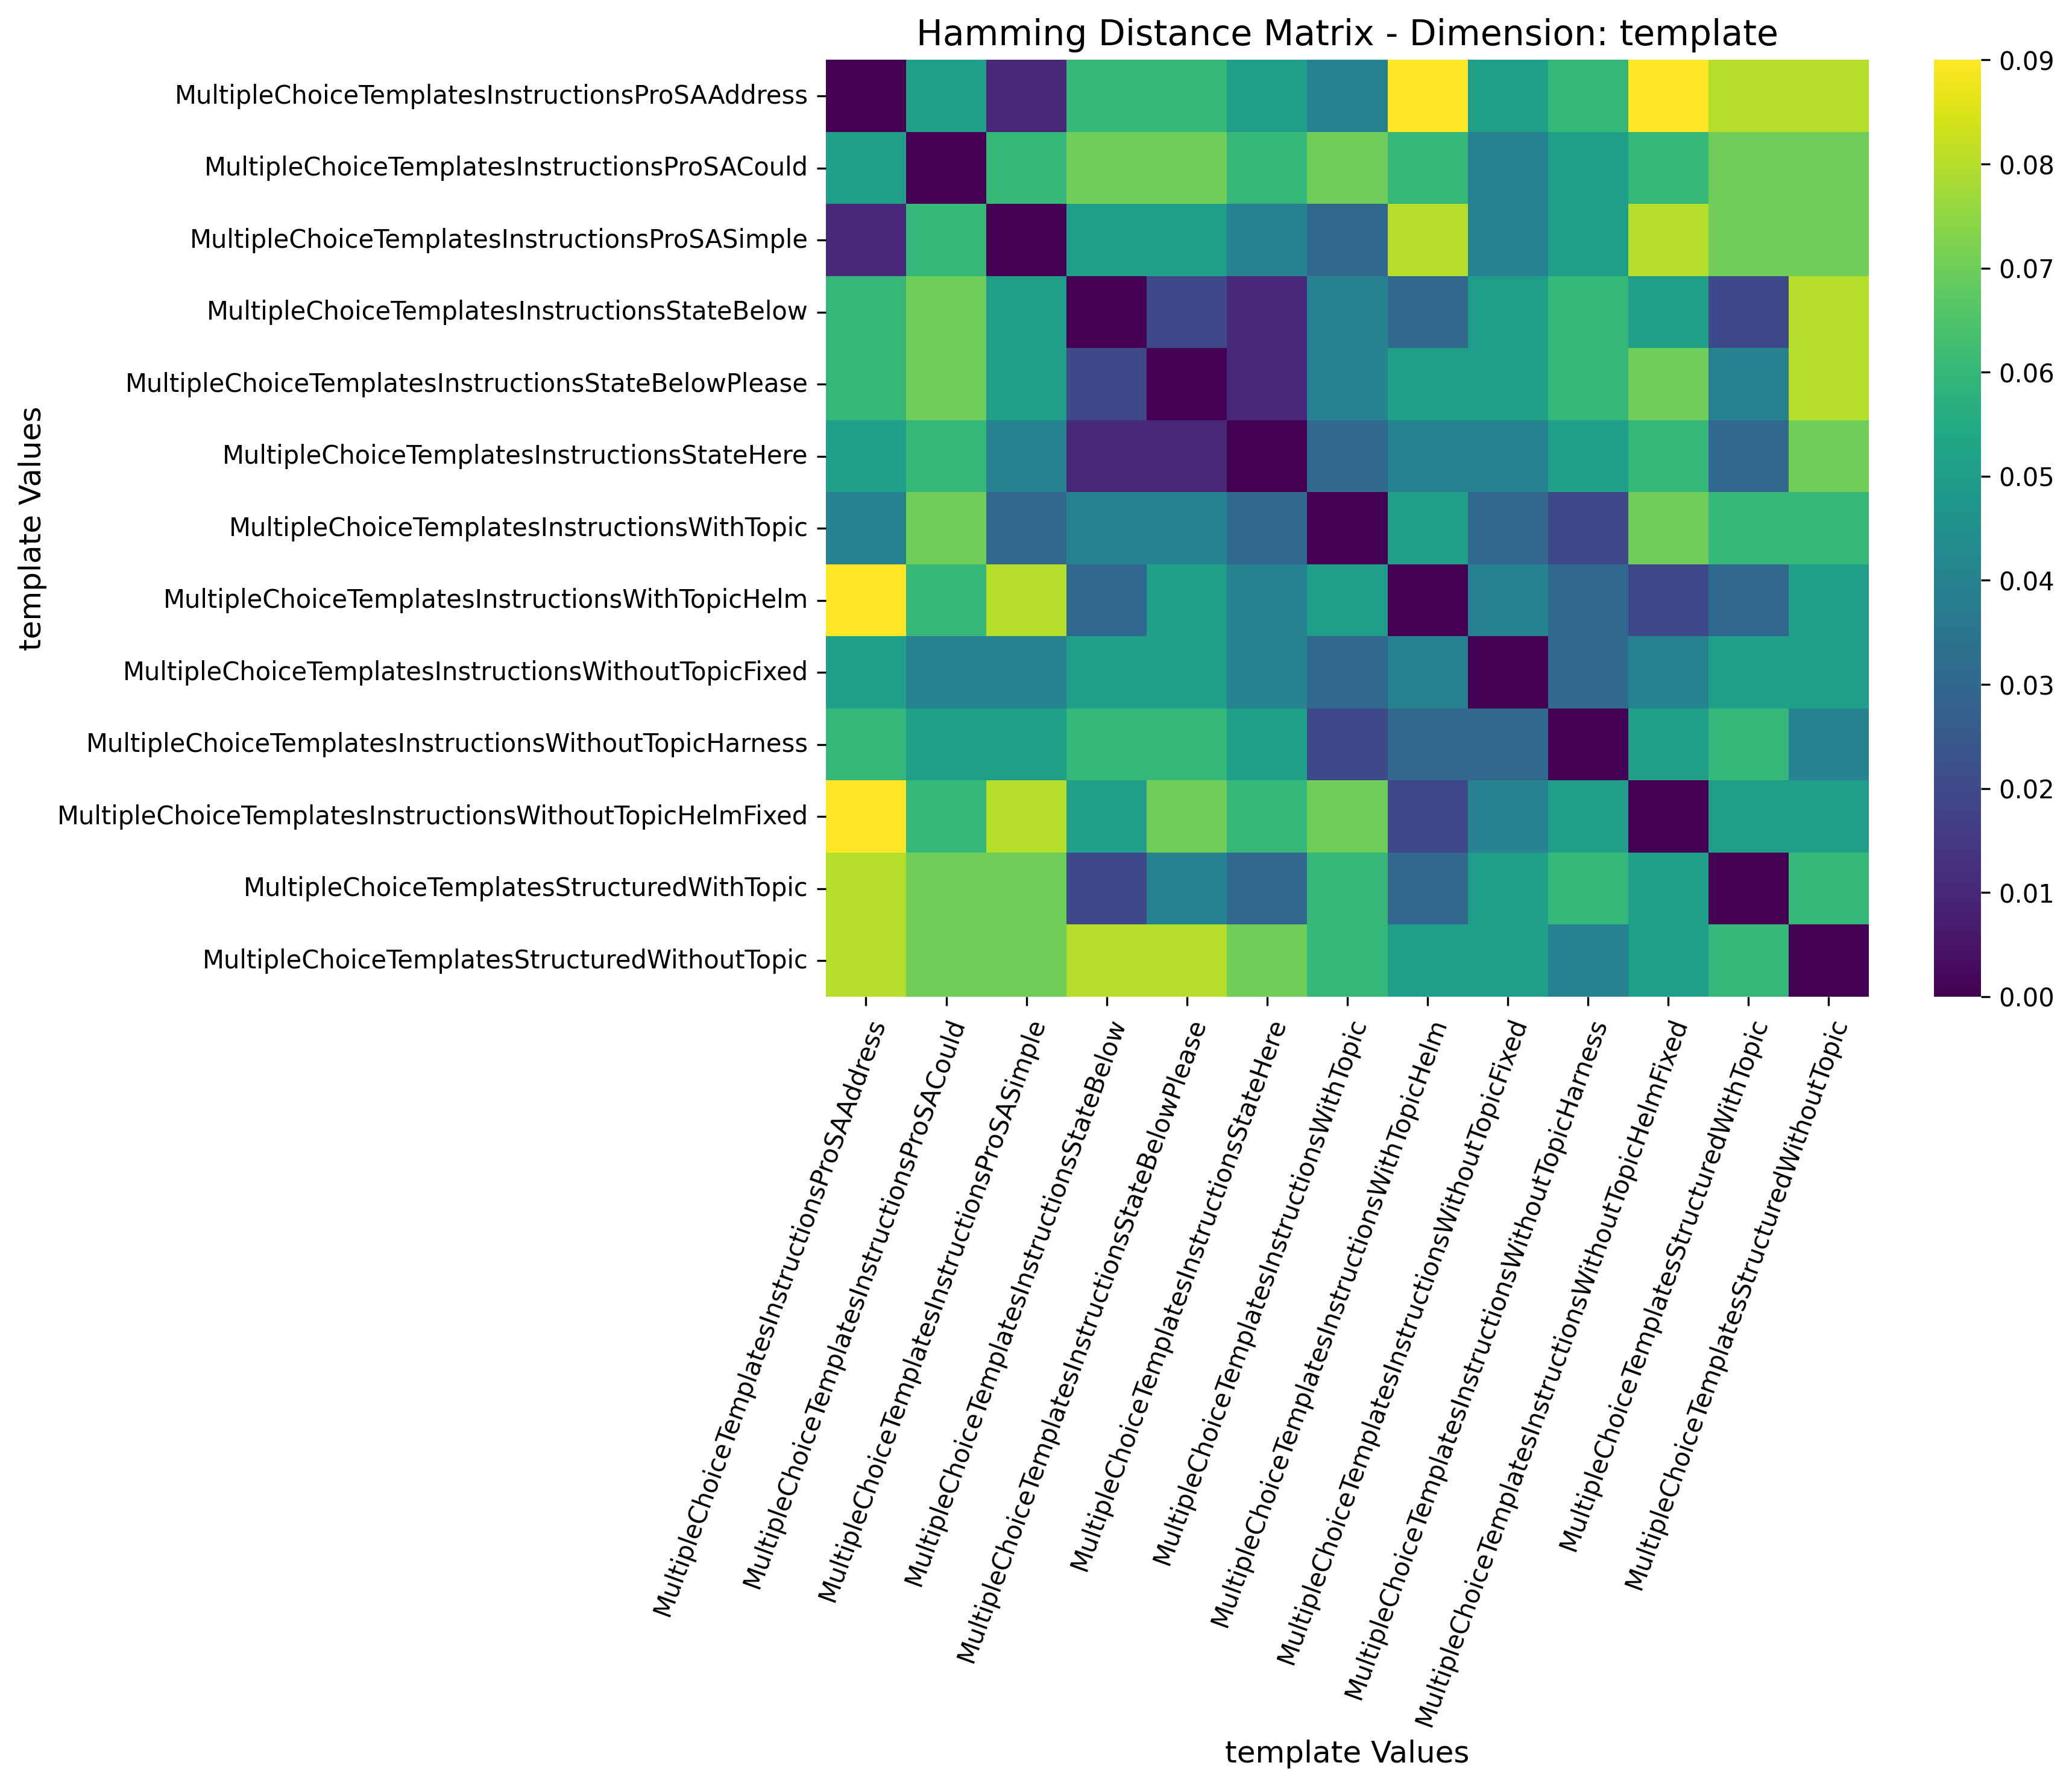 Hamming Distance Matrix - Dimension: template
template Values
MultipleChoiceTemplatesInstructionsProSAAddress
MultipleChoiceTemplatesInstructionsProSACould
MultipleChoiceTemplatesInstructionsProSASimple
MultipleChoiceTemplatesInstructionsStateBelow
MultipleChoiceTemplatesInstructionsStateBelowPlease
MultipleChoiceTemplatesInstructionsStateHere
MultipleChoiceTemplatesInstructionsWithTopic
MultipleChoiceTemplatesInstructionsWithTopicHelm
MultipleChoiceTemplatesInstructionsWithoutTopicFixed
MultipleChoiceTemplatesInstructionsWithoutTopicHarness
MultipleChoiceTemplatesInstructionsWithoutTopicHelmFixed
MultipleChoiceTemplatesStructuredWithTopic
MultipleChoiceTemplatesStructuredWithoutTopic
0.09
0.08
0.07
0.06
0.05
0.04
0.03
0.02
0.01
0.00
MultipleChoiceTemplatesInstructionsProSAAddress
MultipleChoiceTemplatesInstructionsProSACould
MultipleChoiceTemplatesInstructionsProSASimple
MultipleChoiceTemplatesInstructionsStateBelow
MultipleChoiceTemplatesInstructionsStateBelowPlease
MultipleChoiceTemplatesInstructionsStateHere
MultipleChoiceTemplatesInstructionsWithTopic
MultipleChoiceTemplatesInstructionsWithTopicHelm
MultipleChoiceTemplatesInstructionsWithoutTopicFixed
MultipleChoiceTemplatesInstructionsWithoutTopicHarness
MultipleChoiceTemplatesInstructionsWithoutTopicHelmFixed
MultipleChoiceTemplatesStructuredWithTopic
MultipleChoiceTemplatesStructuredWithoutTopic
template Values